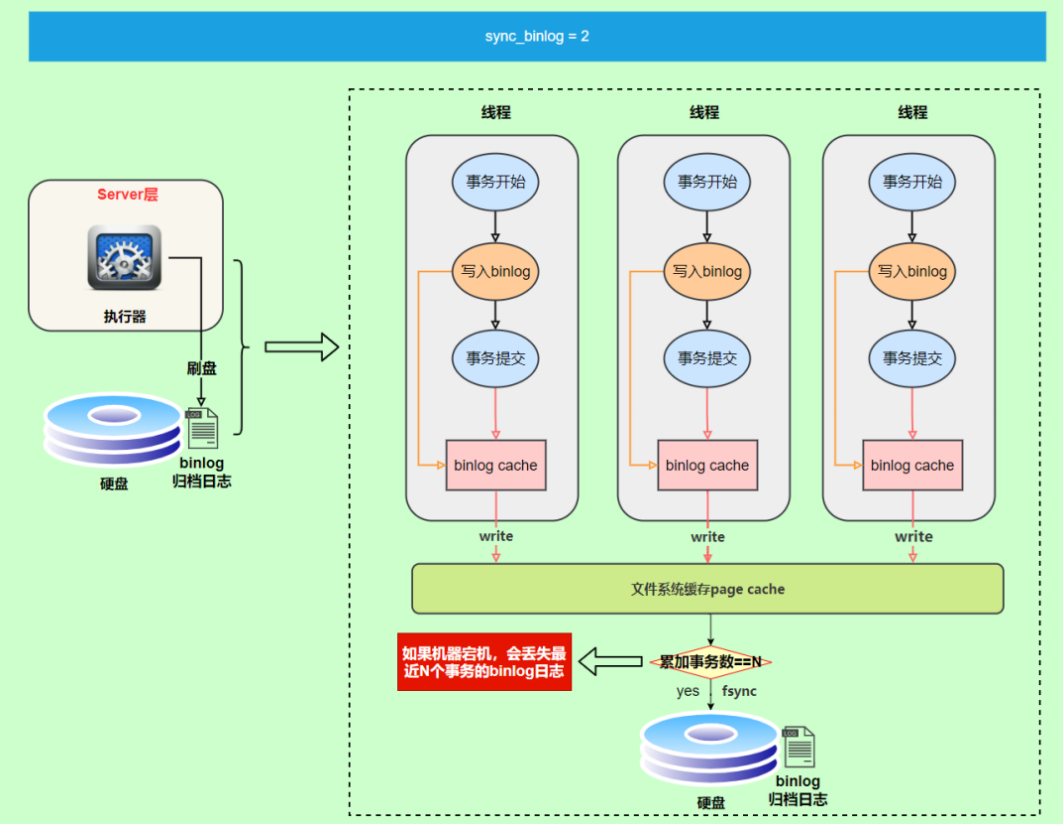 sync_binlog = 2
Server层
执行器
刷盘
硬盘
LOG
binlog
归档日志
线程
线程
线程
事务开始
事务开始
事务开始
写入binlog
写入binlog
写入binlog
事务提交
事务提交
事务提交
binlog cache
binlog cache
binlog cache
write
write
write
文件系统缓存page cache
如果机器宕机，会丢失最
近N个事务的binlog日志
累加事务数==N
yes
fsync
硬盘
LOG
binlog
归档日志